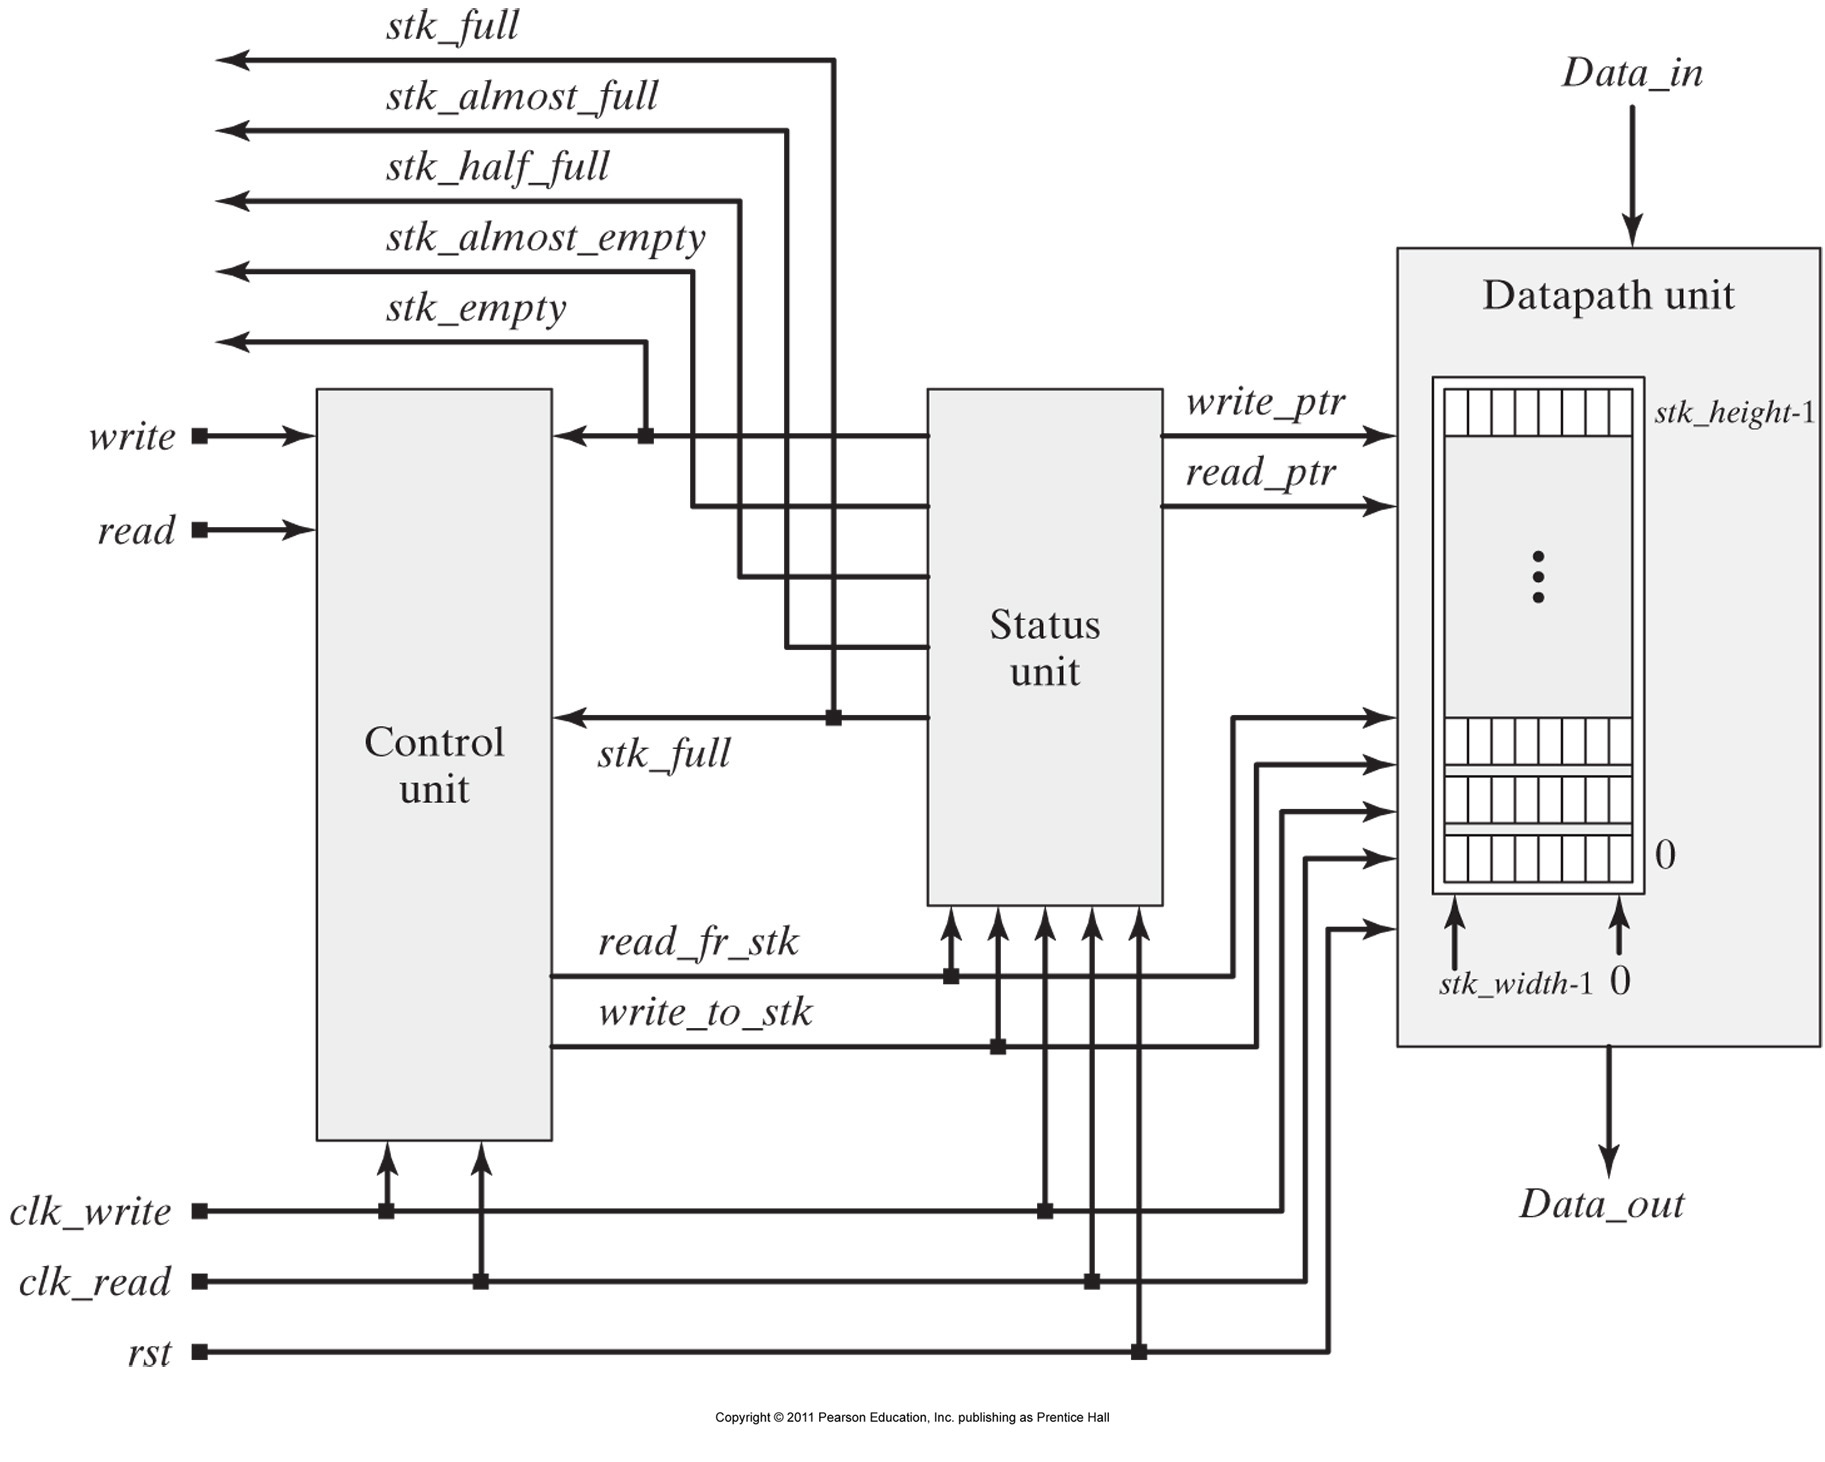 stk_full
Data_in
stk_almost_full
stk_half_full
stk_almost_empty
Datapath unit
stk_empty
write_ptr
stk_height-1
write
read_ptr
read
Status
unit
Control
unit
stk_full
0
read_fr_stk
stk_width-1 0
write_to_stk
clk_write
Data_out
clk_read
rst
Copyright © 2011 Pearson Education, Inc. publishing as Prentice Hall